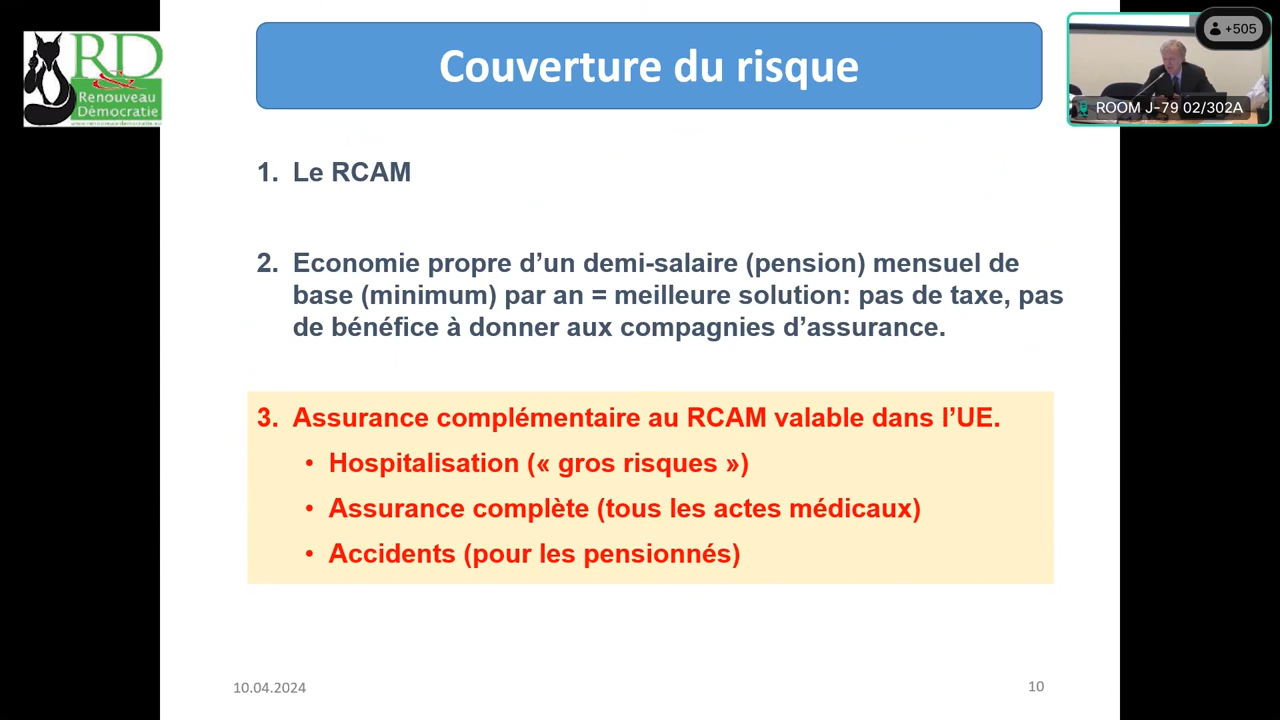 RD
Renouveau
Démocratie
Couverture du risque
+505
ROOM J-79 02/302A
1. Le RCAM
2. Economie propre d’un demi-salaire (pension) mensuel de
base (minimum) par an = meilleure solution: pas de taxe, pas
de bénéfice à donner aux compagnies d’assurance.
3. Assurance complémentaire au RCAM valable dans l’UE.
• Hospitalisation (« gros risques »)
• Assurance complète (tous les actes médicaux)
• Accidents (pour les pensionnés)
10.04.2024
10